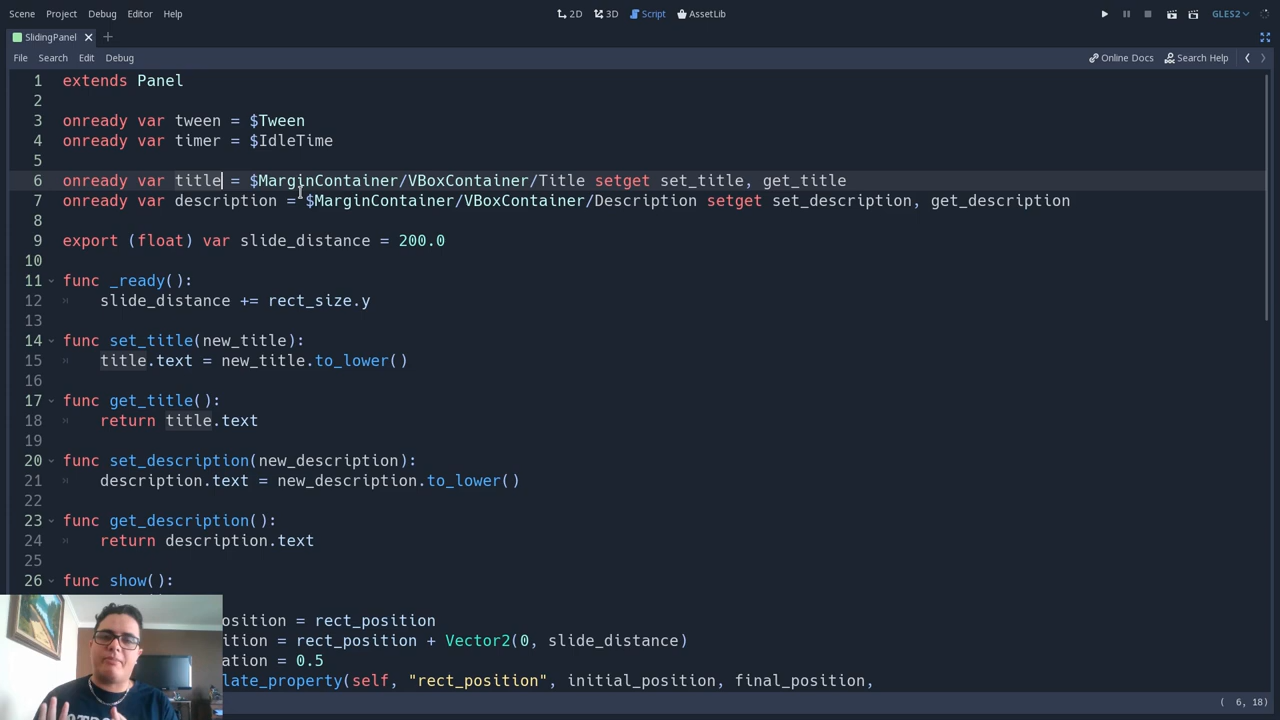 Scene Project Debug Editor Help 2D 3D Script AssetLib GLES2
SlidingPanel
File Search Edit Debug Online Docs Search Help
1 extends Panel
2
3 onready var tween = $Tween
4 onready var timer = $IdleTime
5
6 onready var title = $MarginContainer/VBoxContainer/Title setget set_title, get_title
7 onready var description = $MarginContainer/VBoxContainer/Description setget set_description, get_description
8
9 export (float) var slide_distance = 200.0
10
11 func _ready():
12 slide_distance += rect_size.y
13
14 func set_title(new_title):
15 title.text = new_title.to_lower()
16
17 func get_title():
18 return title.text
19
20 func set_description(new_description):
21 description.text = new_description.to_lower()
22
23 func get_description():
24 return description.text
25
26 func show():
osition = rect_position
ition = rect_position + Vector2(0, slide_distance)
ation = 0.5
late_property(self, "rect_position", initial_position, final_position,
( 6, 18)